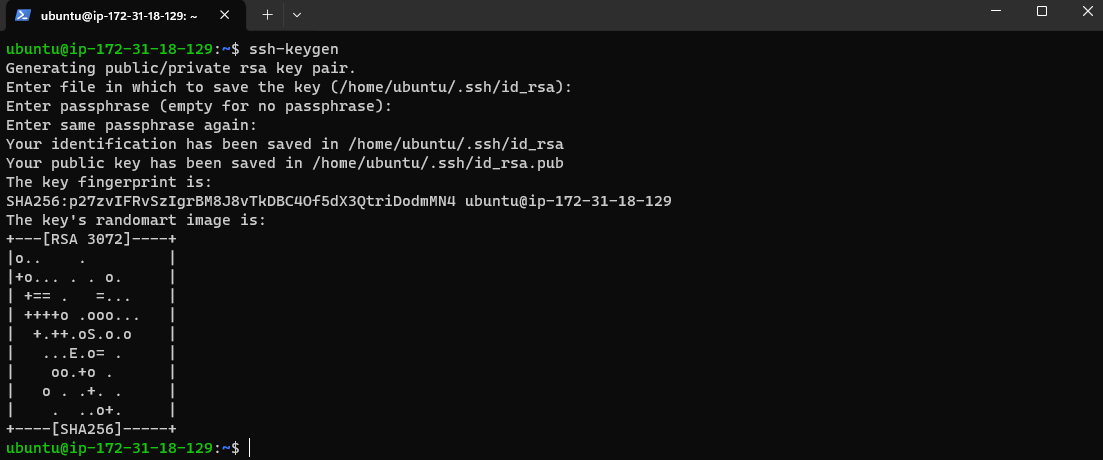 ubuntu@ip-172-31-18-129: ~
ubuntu@ip-172-31-18-129:~$ ssh-keygen
Generating public/private rsa key pair.
Enter file in which to save the key (/home/ubuntu/.ssh/id_rsa):
Enter passphrase (empty for no passphrase):
Enter same passphrase again:
Your identification has been saved in /home/ubuntu/.ssh/id_rsa
Your public key has been saved in /home/ubuntu/.ssh/id_rsa.pub
The key fingerprint is:
SHA256:p27zvIFRvSzIgrBM8J8vTkDBC4Of5dX3QtriDodmMN4 ubuntu@ip-172-31-18-129
The key's randomart image is:
+---[RSA 3072]----+
|o..    .         |
|+o... . . o.     |
| +== .   =...    |
| ++++o .ooo...   |
|  +.++.oS.o.o    |
|   ...E.o= .     |
|    oo.+o .      |
|   o . .+. .     |
|    .  ..o+.     |
+----[SHA256]-----+
ubuntu@ip-172-31-18-129:~$